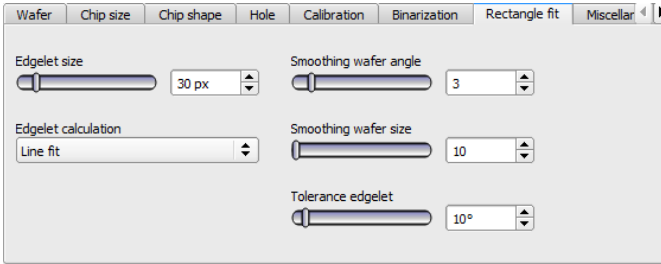 Wafer Chip size Chip shape Hole Calibration Binarization Rectangle fit Miscellar
Edgelet size
30 px
Smoothing wafer angle
3
Edgelet calculation
Line fit
Smoothing wafer size
10
Tolerance edgelet
10°